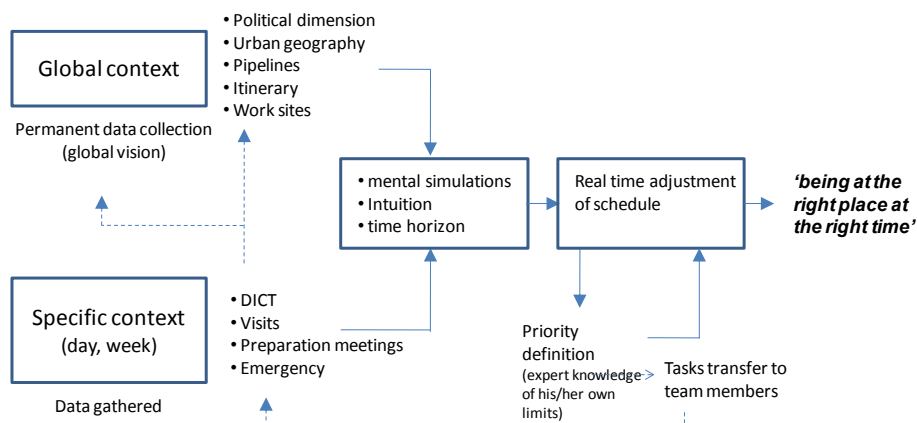 • Political dimension
• Urban geography
• Pipelines
• Itinerary
• Work sites
Global context
Permanent data collection
(global vision)
• mental simulations
• Intuition
• time horizon
Real time adjustment
of schedule
'being at the
right place at
the right time'
Specific context
(day, week)
• DICT
• Visits
• Preparation meetings
• Emergency
Data gathered
Priority
definition
(expert knowledge
of his/her own
limits)
Tasks transfer to
team members